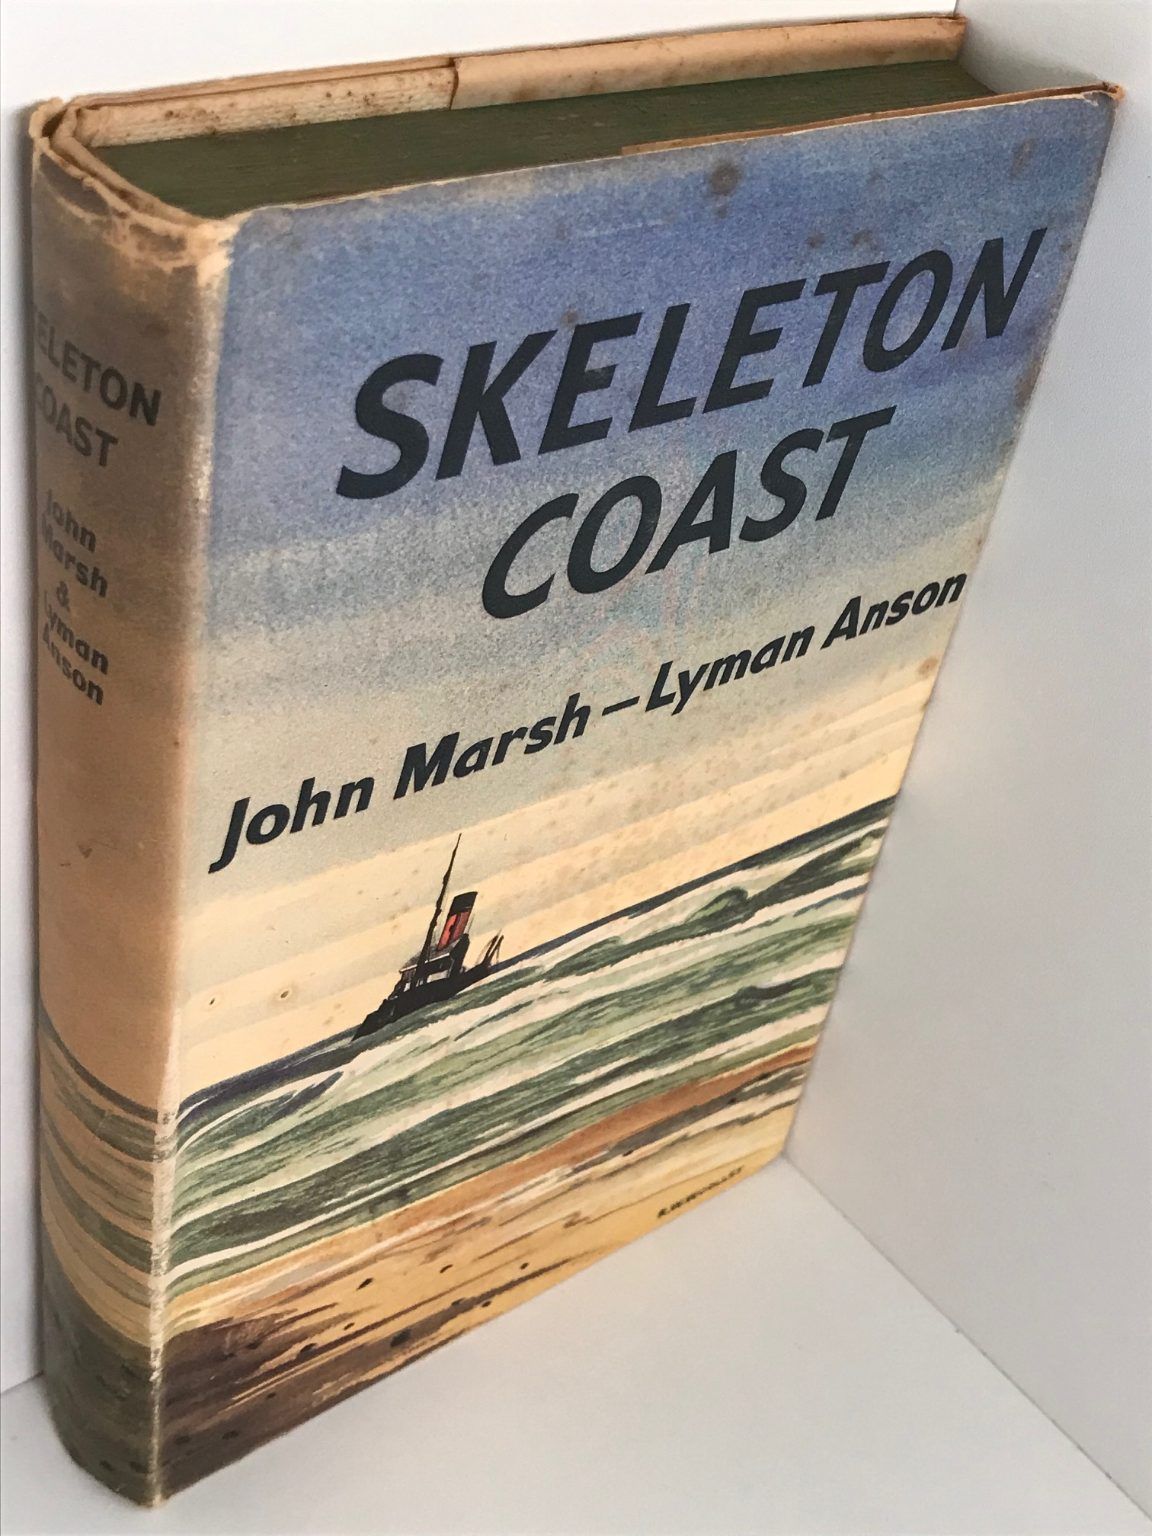 SKELETON
COAST
John Marsh – Lyman Anson
SKELETON
COAST
John
Marsh
&
Lyman
Anson